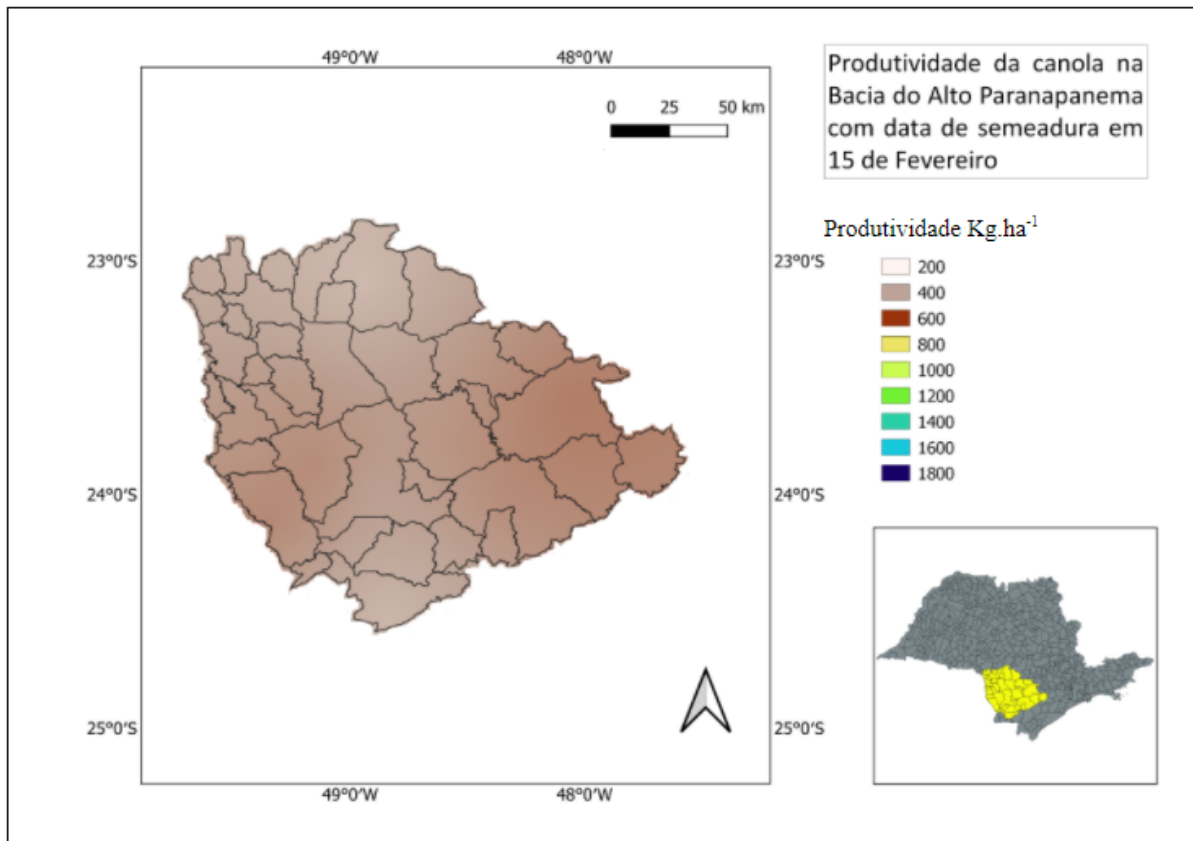 49°0'W 48°0'W
0 25 50 km
Produtividade da canola na
Bacia do Alto Paranapanema
com data de semeadura em
15 de Fevereiro
Produtividade Kg.ha⁻¹
200
400
600
800
1000
1200
1400
1600
1800
23°0'S 23°0'S
24°0'S 24°0'S
25°0'S 25°0'S
49°0'W 48°0'W